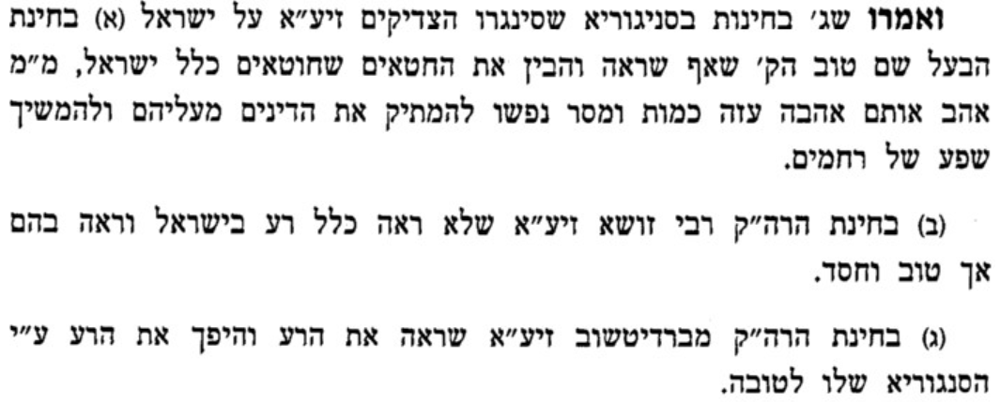 ואמרו שג׳ בחינות בסניגוריא שסינגרו הצדיקים זיע״א על ישראל (א) בחינת
הבעל שם טוב הק׳ שאף שראה והבין את החטאים שחוטאים כלל ישראל, מ״מ
אהב אותם אהבה עזה כמות ומסר נפשו להמתיק את הדינים מעליהם ולהמשיך
שפע של רחמים.
(ב) בחינת הרה״ק רבי זושא זיע״א שלא ראה כלל רע בישראל וראה בהם
אך טוב וחסד.
(ג) בחינת הרה״ק מברדיטשוב זיע״א שראה את הרע והיפך את הרע ע״י
הסנגוריא שלו לטובה.